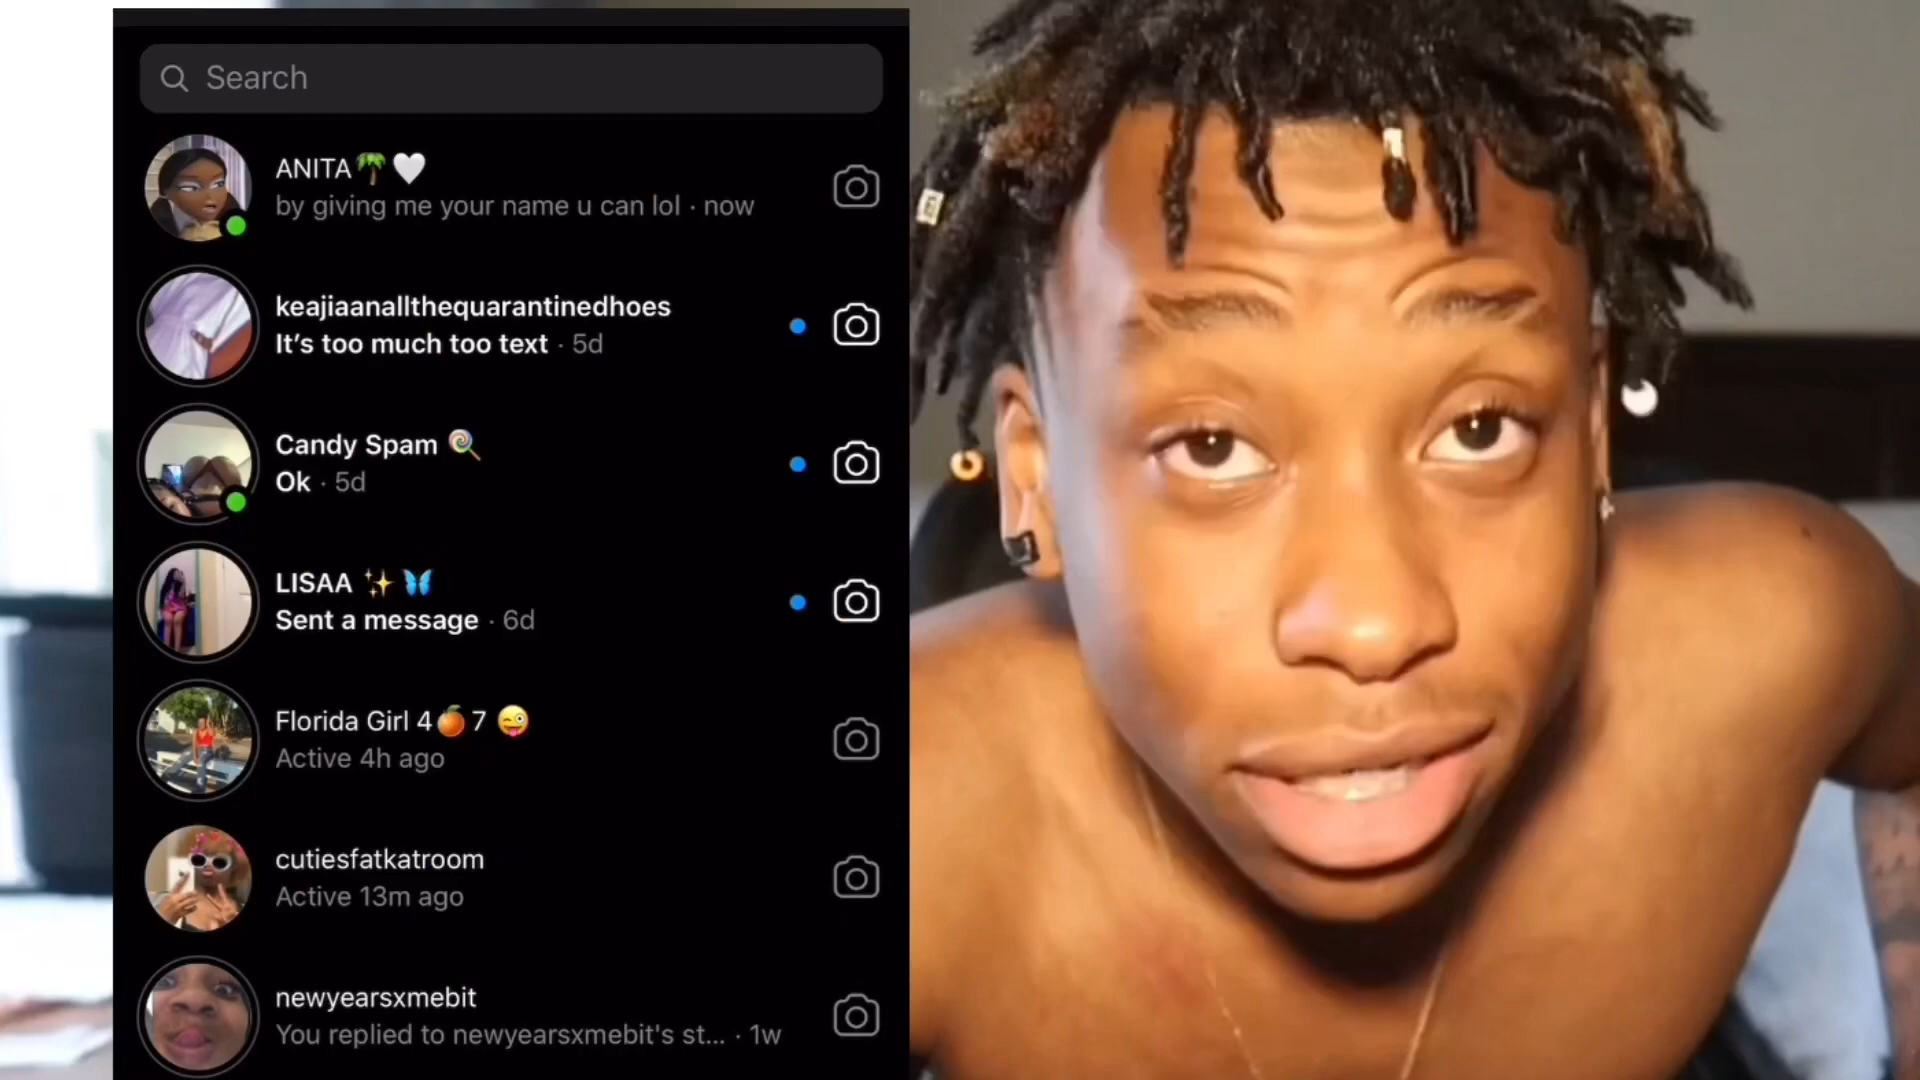 Search
ANITA🌴🤍
by giving me your name u can lol · now
keajiaanallthequarantinedhoes
It's too much too text · 5d
Candy Spam 🍭
Ok · 5d
LISAA ✨🦋
Sent a message · 6d
Florida Girl 4🍊7 😜
Active 4h ago
cutiesfatkatroom
Active 13m ago
newyearsxmebit
You replied to newyearsxmebit's st... · 1w